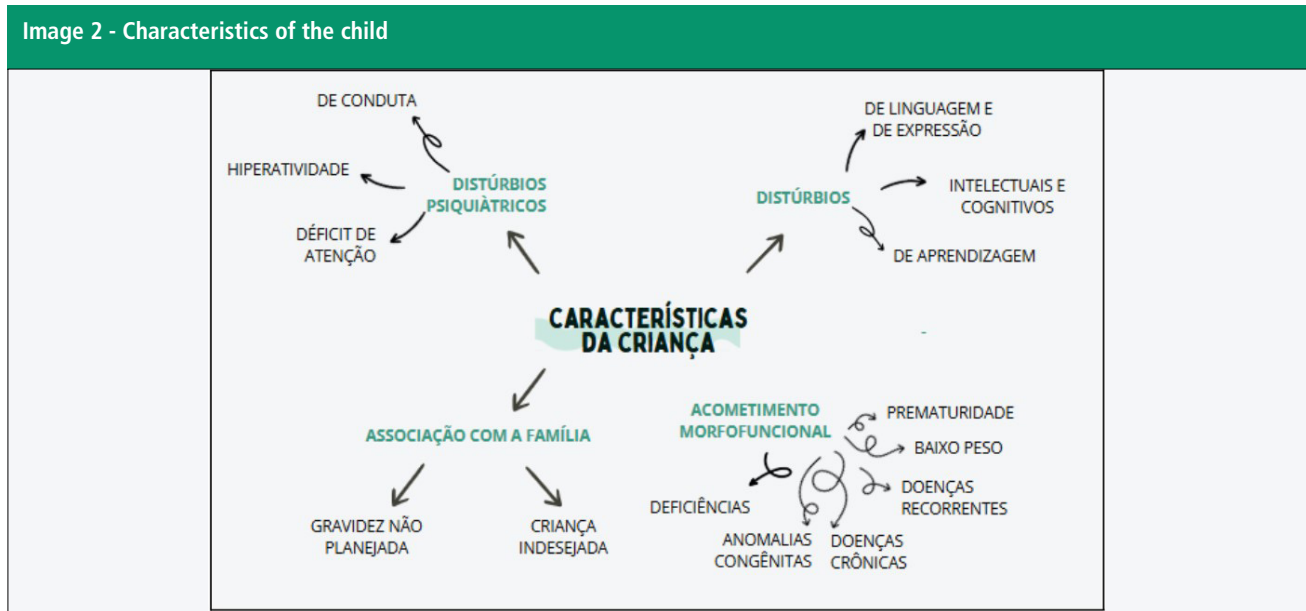 Image 2 - Characteristics of the child
DE CONDUTA
HIPERATIVIDADE
DÉFICIT DE
ATENÇÃO
DISTÚRBIOS
PSIQUIÀTRICOS
DE LINGUAGEM E
DE EXPRESSÃO
DISTÚRBIOS
INTELECTUAIS E
COGNITIVOS
DE APRENDIZAGEM
CARACTERÍSTICAS
DA CRIANÇA
ASSOCIAÇÃO COM A FAMÍLIA
GRAVIDEZ NÃO
PLANEJADA
CRIANÇA
INDESEJADA
ACOMETIMENTO
MORFOFUNCIONAL
PREMATURIDADE
BAIXO PESO
DOENÇAS
RECORRENTES
DEFICIÊNCIAS
ANOMALIAS
CONGÊNITAS
DOENÇAS
CRÔNICAS